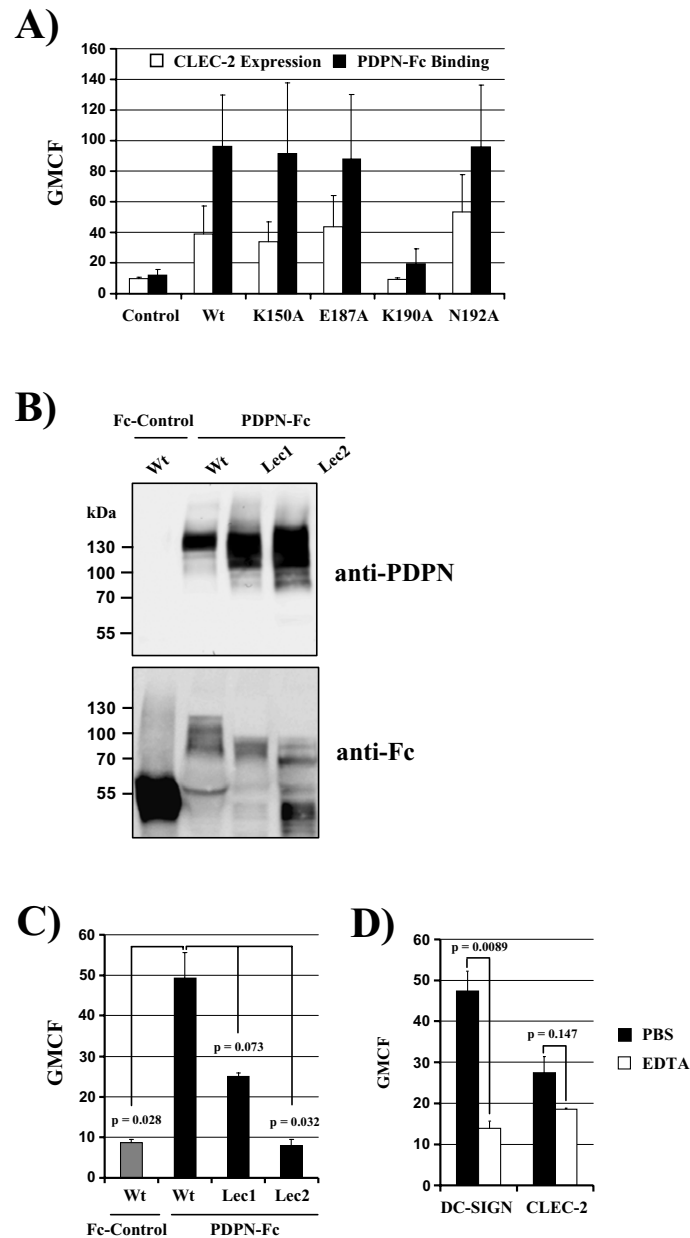 A)
160
140
120
100
80
60
40
20
0
GMCF
CLEC-2 Expression PDPN-Fc Binding
Control Wt K150A E187A K190A N192A
B)
Fc-Control PDPN-Fc
Wt Wt Lec1 Lec2
kDa
130
100
70
55
anti-PDPN
130
100
70
55
anti-Fc
C)
60
50
40
30
20
10
0
GMCF
p = 0.028
p = 0.073
p = 0.032
Wt Wt Lec1 Lec2
Fc-Control PDPN-Fc
D)
60
50
40
30
20
10
0
GMCF
p = 0.0089
p = 0.147
PBS
EDTA
DC-SIGN CLEC-2